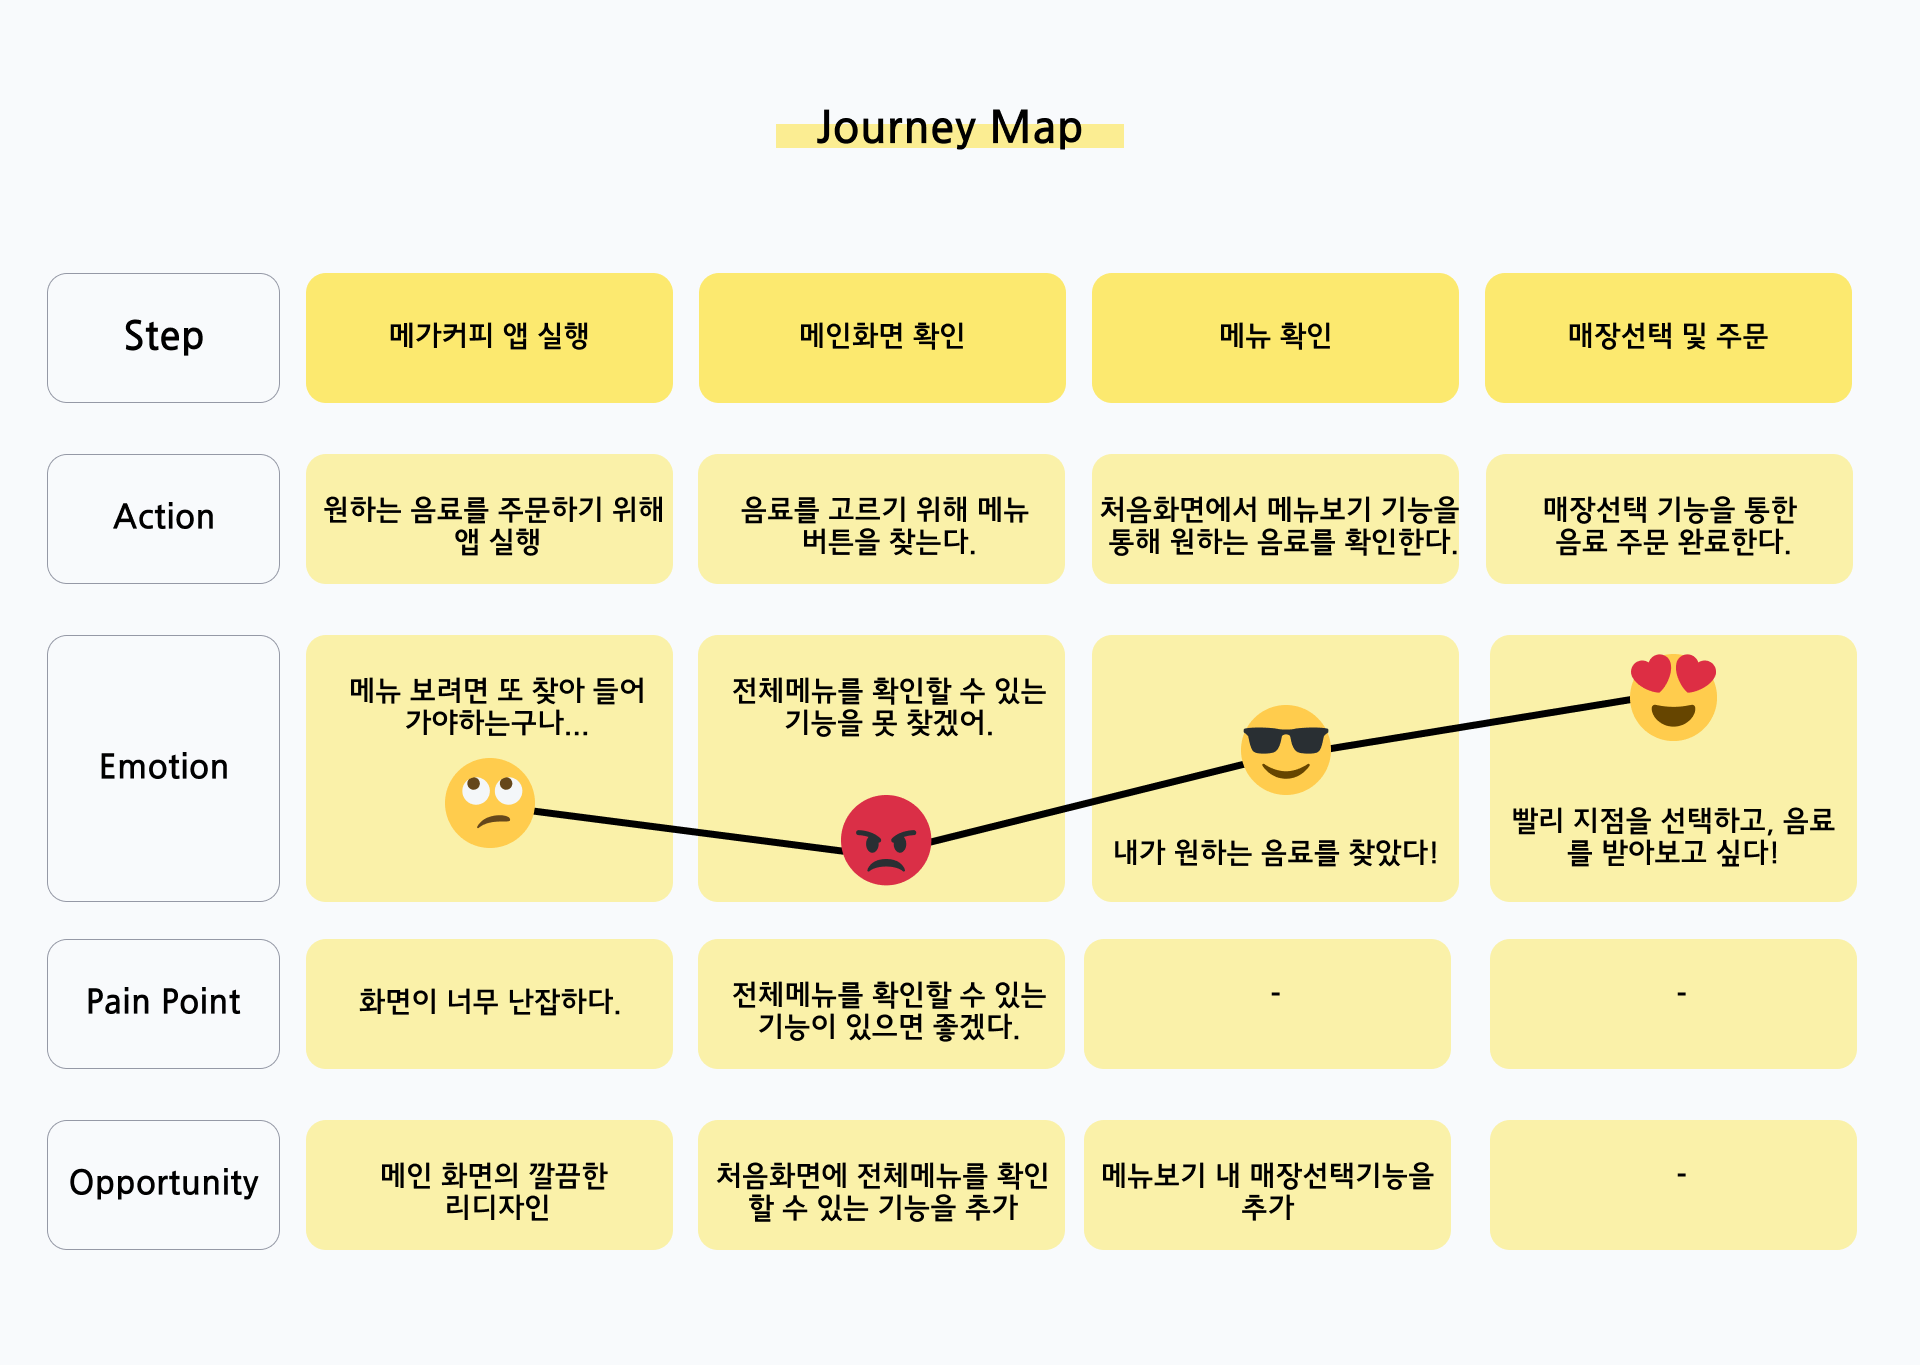 Journey Map
Step
메가커피 앱 실행
메인화면 확인
메뉴 확인
매장선택 및 주문
Action
원하는 음료를 주문하기 위해
앱 실행
음료를 고르기 위해 메뉴
버튼을 찾는다.
처음화면에서 메뉴보기 기능을
통해 원하는 음료를 확인한다.
매장선택 기능을 통한
음료 주문 완료한다.
Emotion
메뉴 보려면 또 찾아 들어
가야하는구나...
전체메뉴를 확인할 수 있는
기능을 못 찾겠어.
내가 원하는 음료를 찾았다!
빨리 지점을 선택하고, 음료
를 받아보고 싶다!
Pain Point
화면이 너무 난잡하다.
전체메뉴를 확인할 수 있는
기능이 있으면 좋겠다.
-
-
Opportunity
메인 화면의 깔끔한
리디자인
처음화면에 전체메뉴를 확인
할 수 있는 기능을 추가
메뉴보기 내 매장선택기능을
추가
-